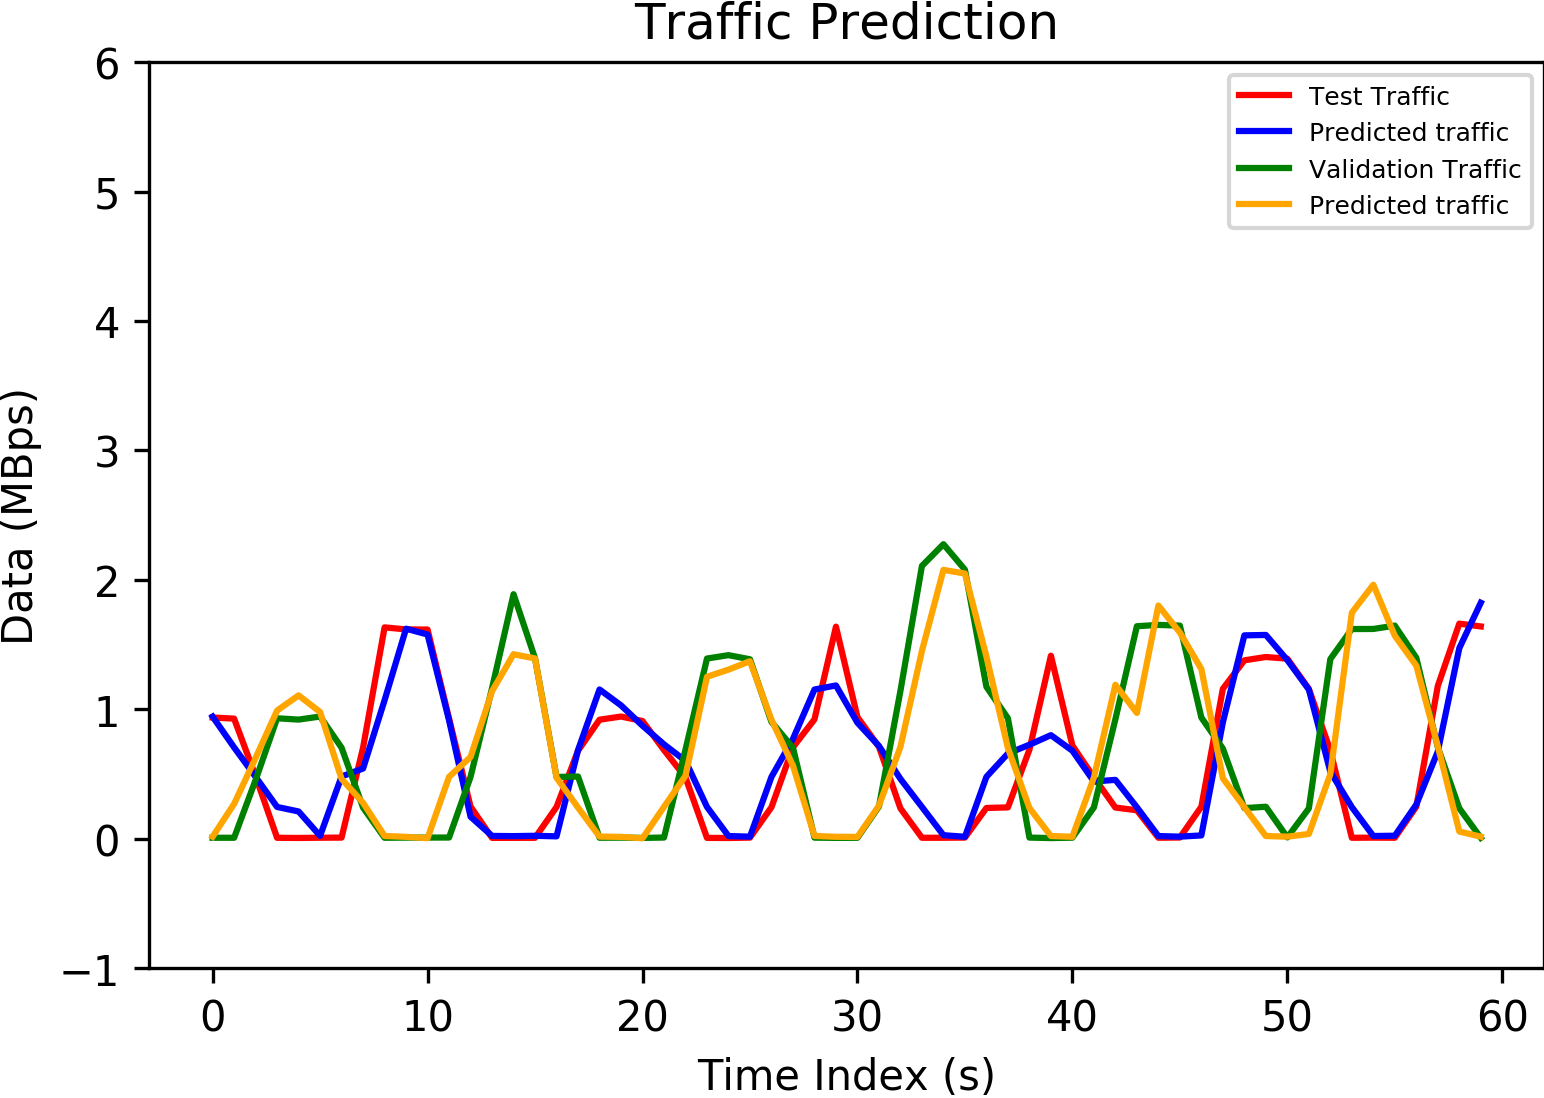 Traffic Prediction
6
5
4
3
2
1
0
−1
Data (MBps)
Test Traffic
Predicted traffic
Validation Traffic
Predicted traffic
0 10 20 30 40 50 60
Time Index (s)